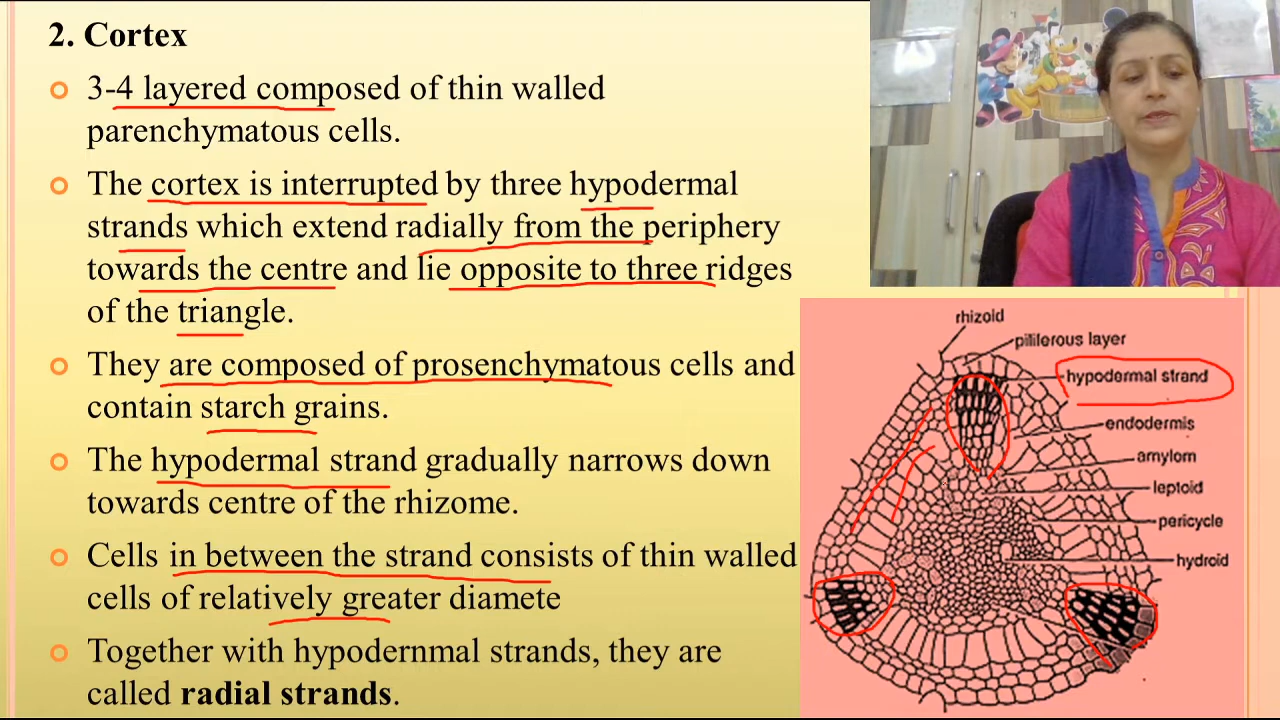 2. Cortex
3-4 layered composed of thin walled
parenchymatous cells.
The cortex is interrupted by three hypodermal
strands which extend radially from the periphery
towards the centre and lie opposite to three ridges
of the triangle.
They are composed of prosenchymatous cells and
contain starch grains.
The hypodermal strand gradually narrows down
towards centre of the rhizome.
Cells in between the strand consists of thin walled
cells of relatively greater diamete
Together with hypodernmal strands, they are
called radial strands.
rhizoid
piliferous layer
hypodermal strand
endodermis
amylom
leptoid
pericycle
hydroid